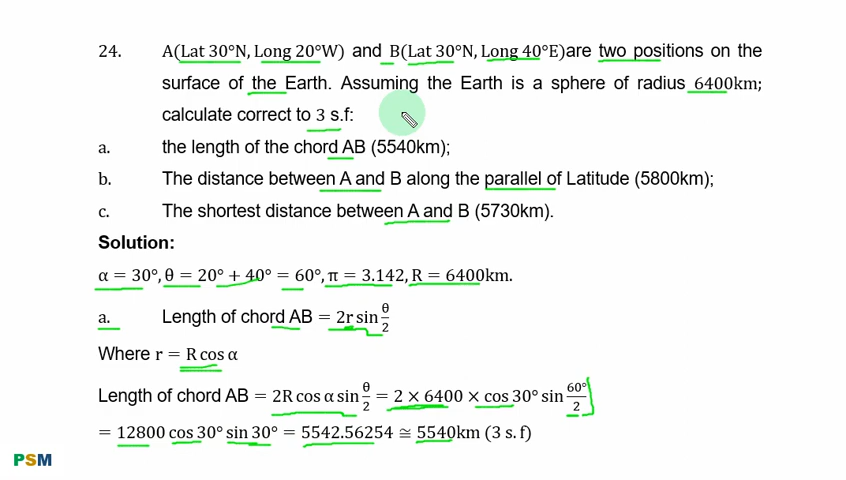 24. A(Lat 30°N, Long 20°W) and B(Lat 30°N, Long 40°E)are two positions on the
surface of the Earth. Assuming the Earth is a sphere of radius 6400km;
calculate correct to 3 s.f:
a. the length of the chord AB (5540km);
b. The distance between A and B along the parallel of Latitude (5800km);
c. The shortest distance between A and B (5730km).
Solution:
α = 30°, θ = 20° + 40° = 60°, π = 3.142, R = 6400km.
a. Length of chord AB = 2r sin θ/2
Where r = R cos α
Length of chord AB = 2R cos α sin θ/2 = 2 × 6400 × cos 30° sin 60°/2
= 12800 cos 30° sin 30° = 5542.56254 ≅ 5540km (3 s. f)
PSM